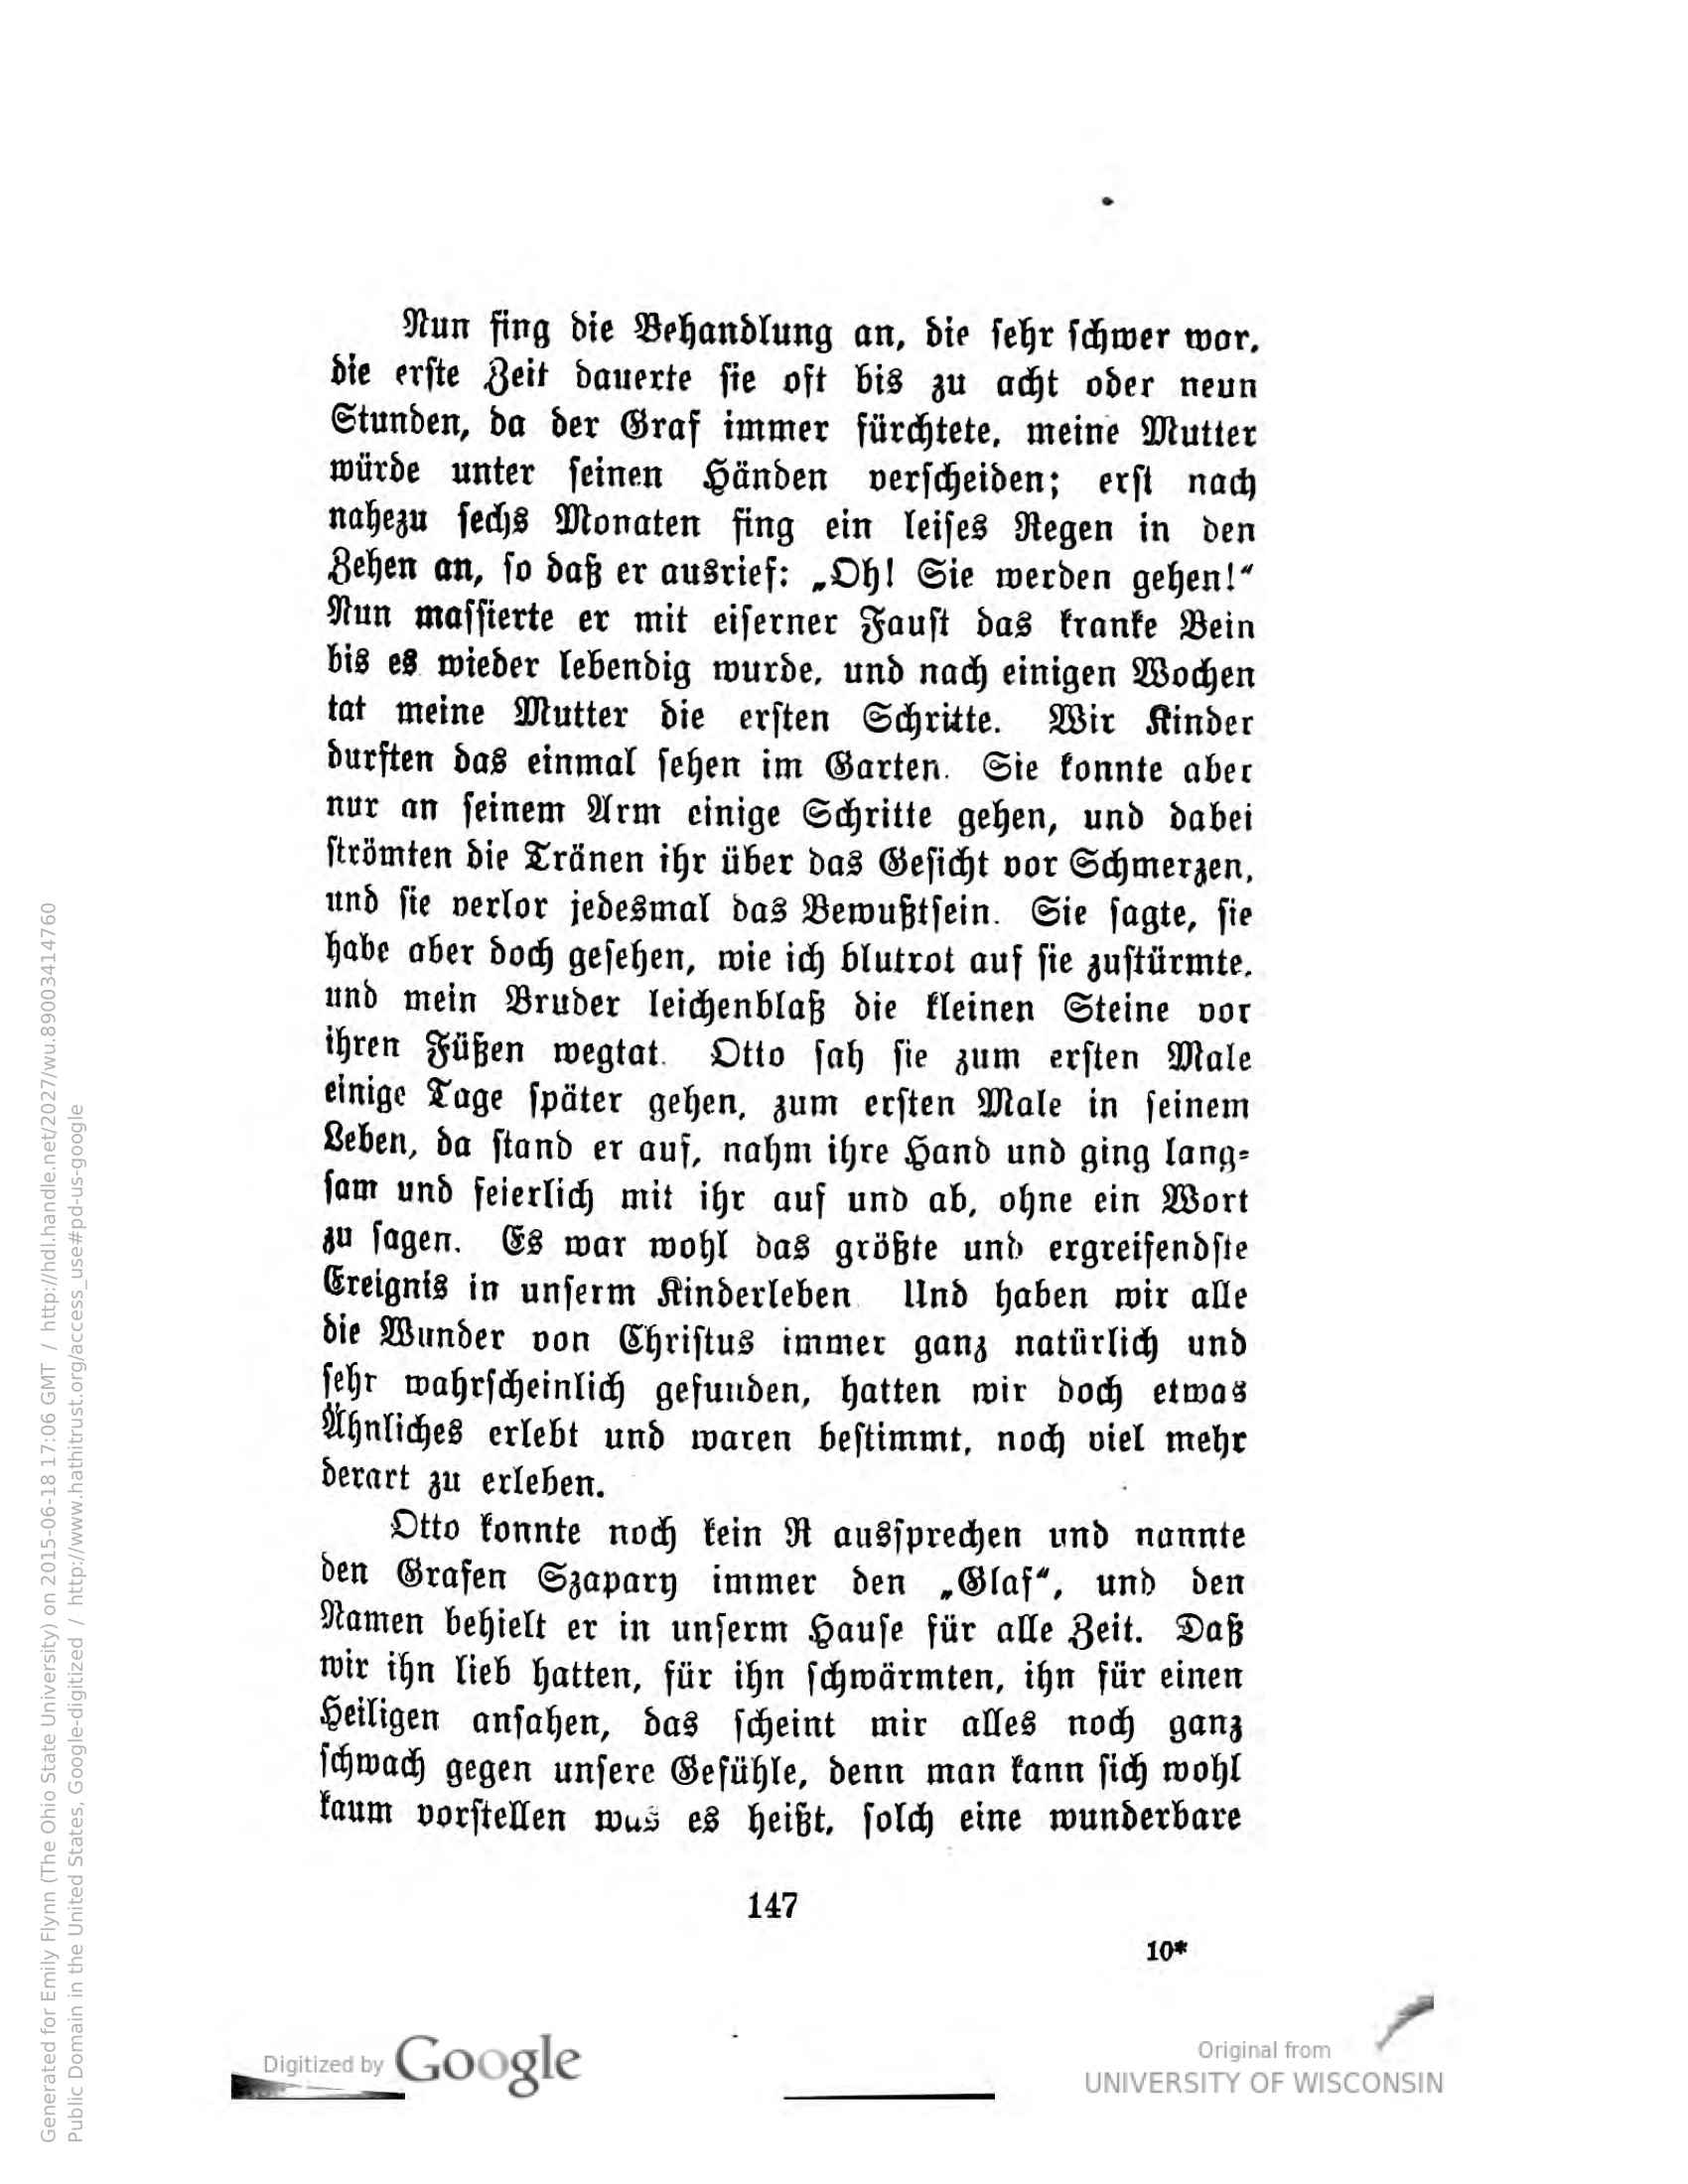 Nun fing die Behandlung an, die sehr schwer war,
die erste Zeit dauerte sie oft bis zu acht oder neun
Stunden, da der Graf immer fürchtete, meine Mutter
würde unter seinen Händen verscheiden; erst nach
nahezu sechs Monaten fing ein leises Regen in den
Zehen an, so daß er ausrief: „Oh! Sie werden gehen!“
Nun massierte er mit eiserner Faust das kranke Bein
bis es wieder lebendig wurde, und nach einigen Wochen
tat meine Mutter die ersten Schritte. Wir Kinder
durften das einmal sehen im Garten. Sie konnte aber
nur an seinem Arm einige Schritte gehen, und dabei
strömten die Tränen ihr über das Gesicht vor Schmerzen,
und sie verlor jedesmal das Bewußtsein. Sie sagte, sie
habe aber doch gesehen, wie ich blutrot auf sie zustürmte,
und mein Bruder leichenblaß die kleinen Steine vor
ihren Füßen wegtat. Otto sah sie zum ersten Male
einige Tage später gehen, zum ersten Male in seinem
Leben, da stand er auf, nahm ihre Hand und ging lang-
sam und feierlich mit ihr auf und ab, ohne ein Wort
zu sagen. Es war wohl das größte und ergreifendste
Ereignis in unserm Kinderleben Und haben wir alle
die Wunder von Christus immer ganz natürlich und
sehr wahrscheinlich gefunden, hatten wir doch etwas
Ähnliches erlebt und waren bestimmt, noch viel mehr
derart zu erleben.
Otto konnte noch kein R aussprechen und nannte
den Grafen Szapary immer den „Glaf“, und den
Namen behielt er in unserm Hause für alle Zeit. Daß
wir ihn lieb hatten, für ihn schwärmten, ihn für einen
Heiligen ansahen, das scheint mir alles noch ganz
schwach gegen unsere Gefühle, denn man kann sich wohl
kaum vorstellen was es heißt, solch eine wunderbare
147
10*
Digitized by Google
Original from
UNIVERSITY OF WISCONSIN
Generated for Emily Flynn (The Ohio State University) on 2015-06-18 17:06 GMT / http://hdl.handle.net/2027/wu.89003414760
Public Domain in the United States, Google-digitized / http://www.hathitrust.org/access_use#pd-us-google